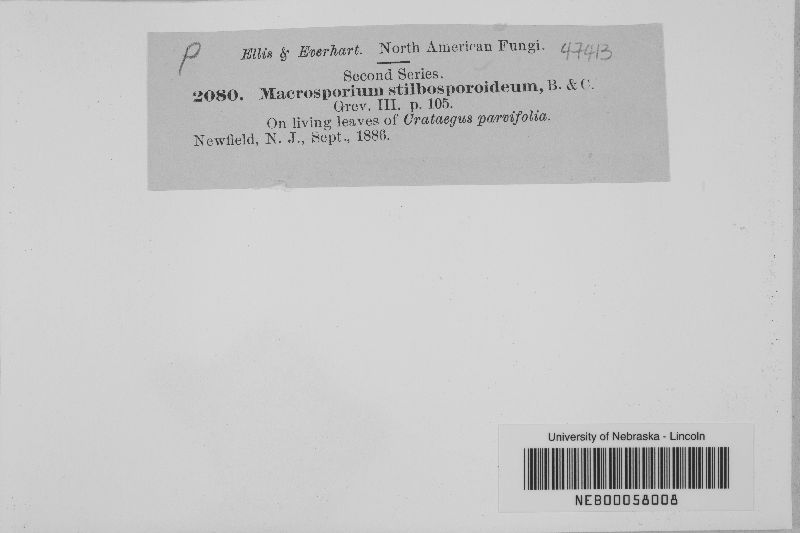 P Ellis & Everhart. North American Fungi. 47413
Second Series.
2080. Macrosporium stilbosporoideum, B. & C.
Grev. III. p. 105.
On living leaves of Crataegus parvifolia.
Newfield, N. J., Sept., 1886.
University of Nebraska - Lincoln
NEB00058008